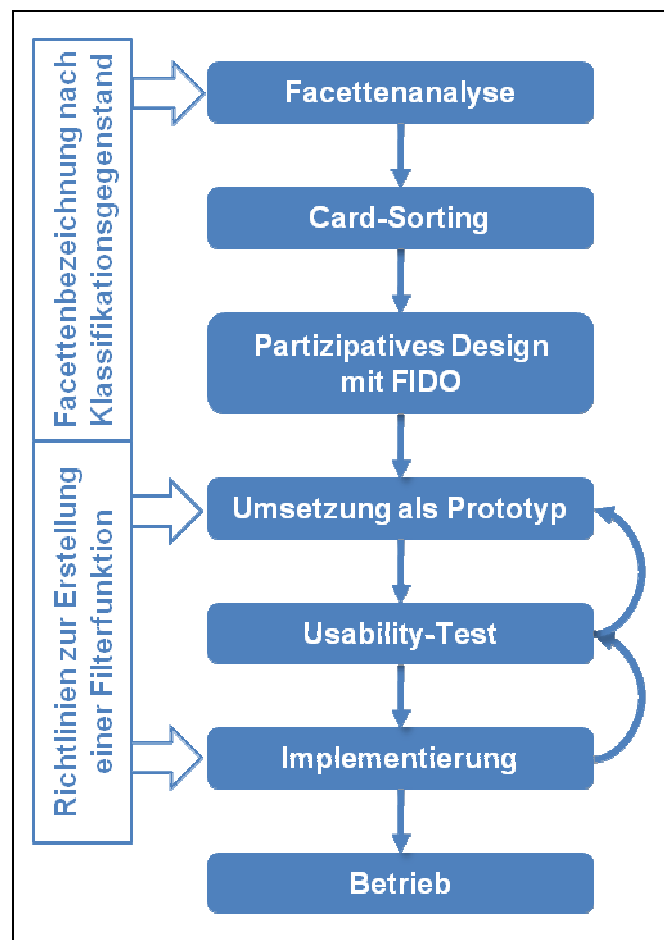 Facettenbezeichnung nach
Klassifikationsgegenstand
Richtlinien zur Erstellung
einer Filterfunktion
Facettenanalyse
Card-Sorting
Partizipatives Design
mit FIDO
Umsetzung als Prototyp
Usability-Test
Implementierung
Betrieb